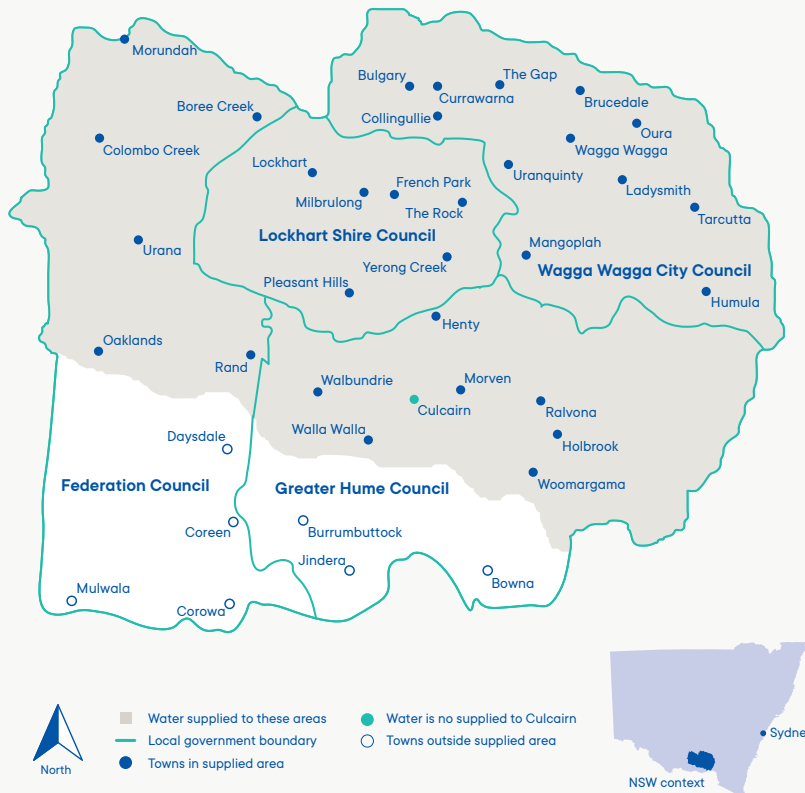 Morundah
Bulgary
The Gap
Currawarna
Brucedale
Boree Creek
Collingullie
Oura
Colombo Creek
Wagga Wagga
Lockhart
Uranquinty
French Park
Ladysmith
Milbrulong
The Rock
Tarcutta
Lockhart Shire Council
Mangoplah
Urana
Yerong Creek
Wagga Wagga City Council
Pleasant Hills
Humula
Henty
Oaklands
Rand
Walbundrie
Morven
Culcairn
Ralvona
Walla Walla
Daysdale
Holbrook
Federation Council
Greater Hume Council
Woomargama
Coreen
Burrumbuttock
Jindera
Mulwala
Bowna
Corowa
Water supplied to these areas
Local government boundary
Towns in supplied area
Water is no supplied to Culcairn
Towns outside supplied area
North
Sydne
NSW context